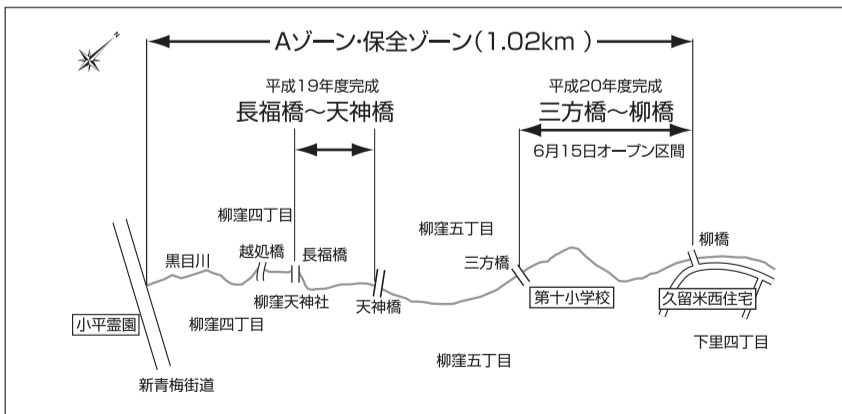 N
Aゾーン・保全ゾーン(1.02km )
平成19年度完成
長福橋～天神橋
平成20年度完成
三方橋～柳橋
6月15日オープン区間
柳窪四丁目
柳窪五丁目
柳橋
越処橋
長福橋
黒目川
三方橋
柳窪天神社
天神橋
第十小学校
久留米西住宅
小平霊園
柳窪四丁目
下里四丁目
柳窪五丁目
新青梅街道